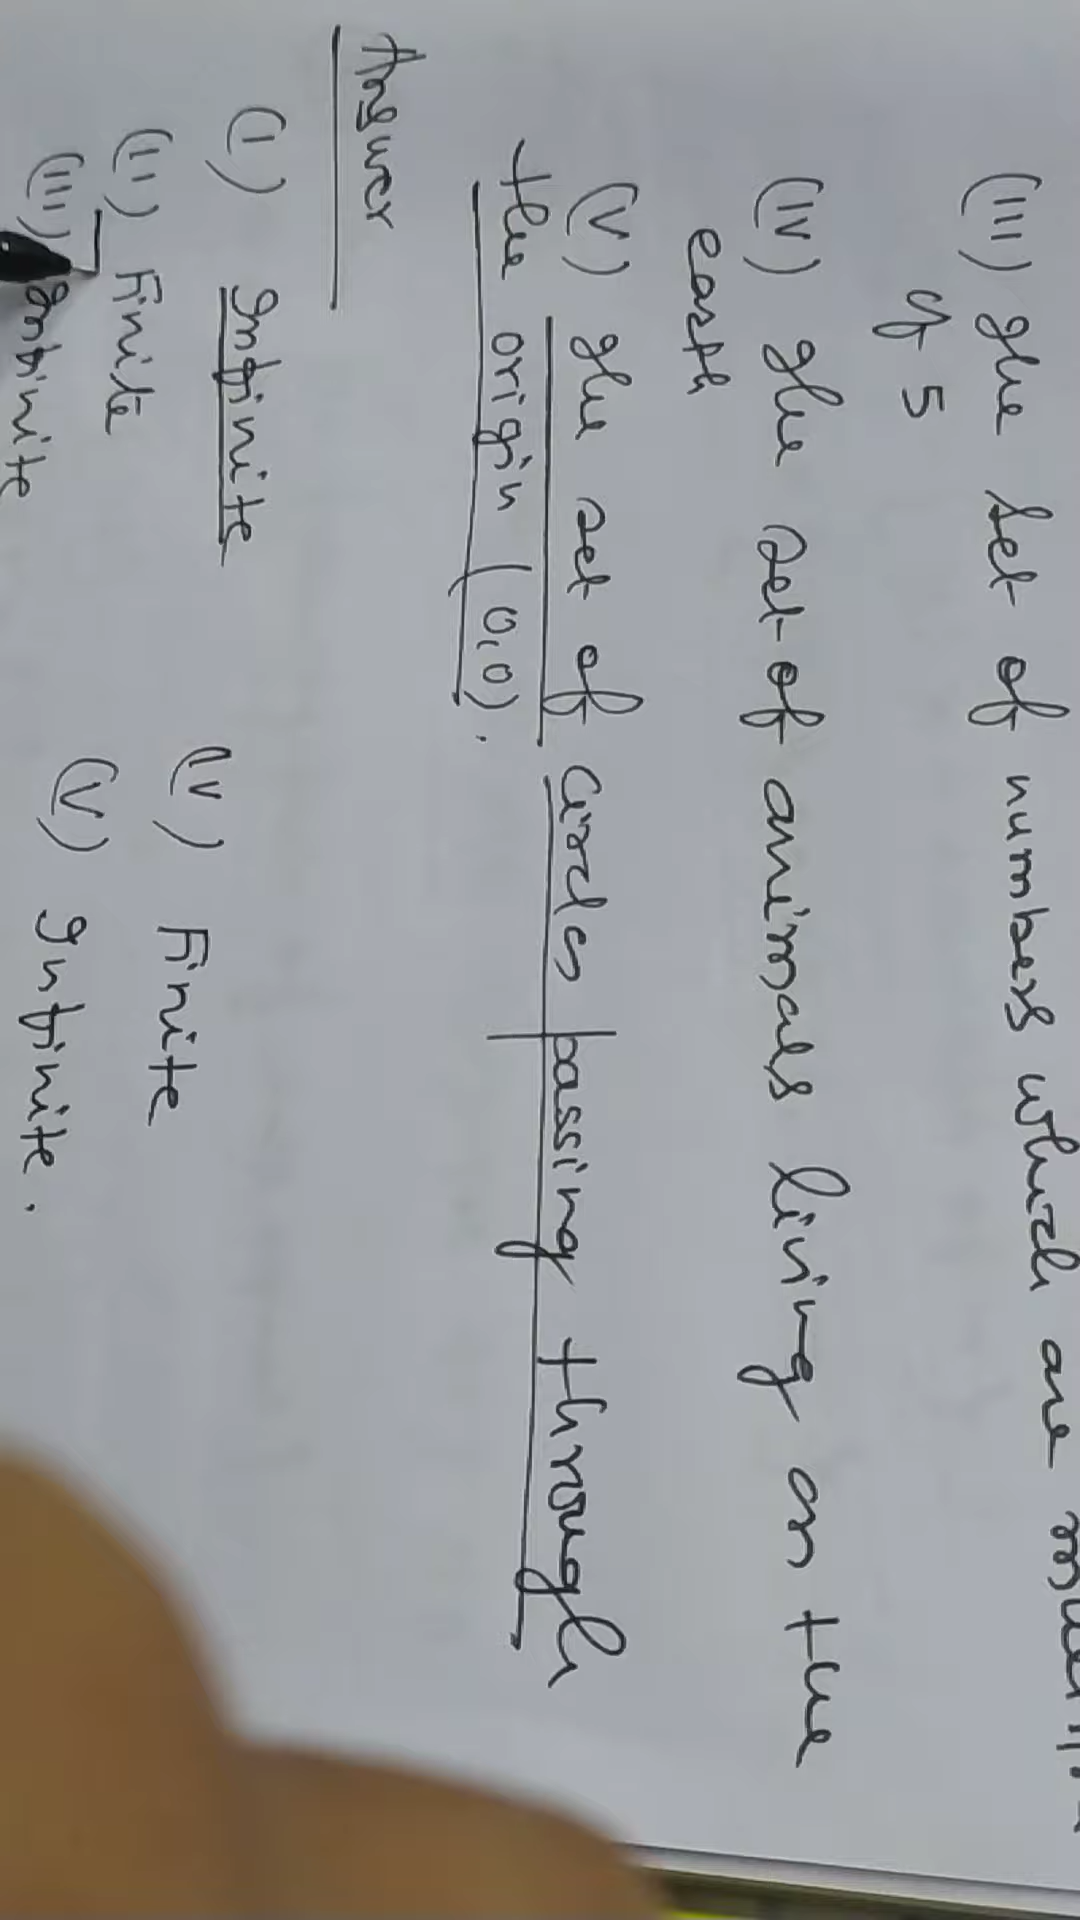 (III) The set of numbers which are
of 5
(IV) The set of animals living on the
earth
(V) The set of circles passing through
the origin (0,0).
Answer
(I) Infinite
(IV) Finite
(II) Finite
(V) Infinite.
(III) Infinite